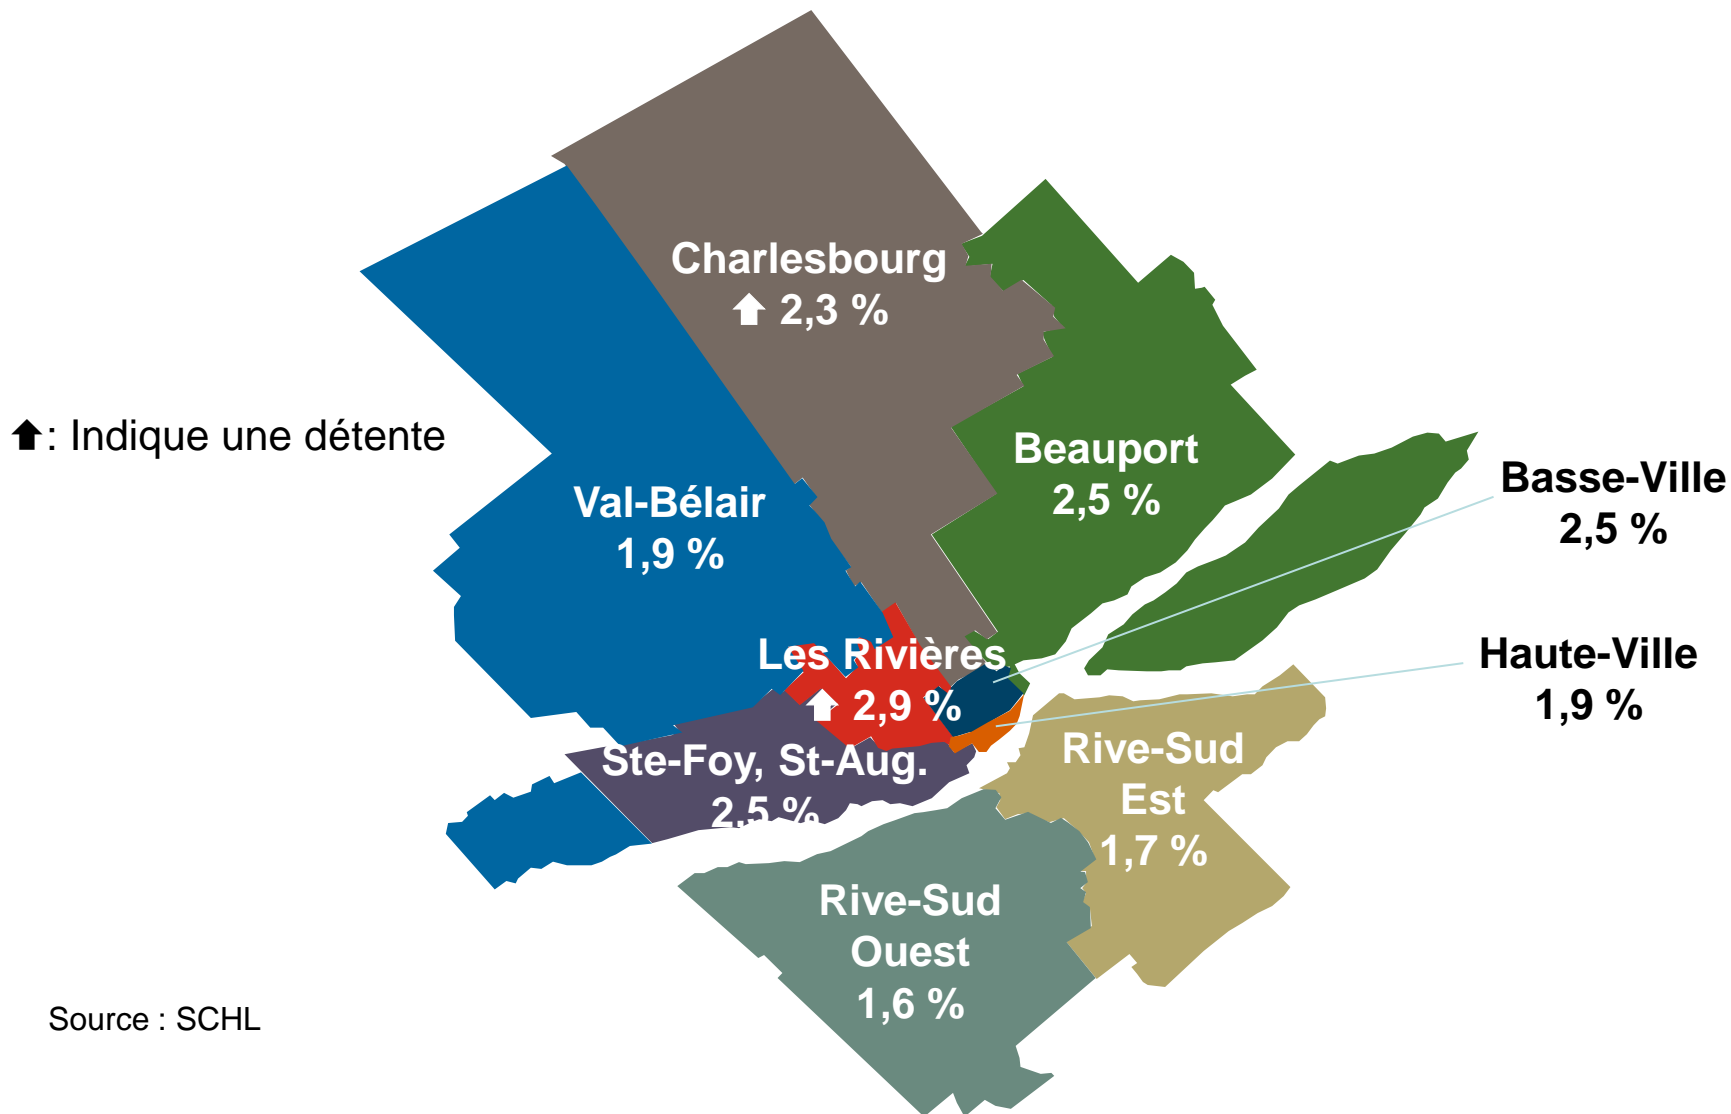 Charlesbourg
⬆ 2,3 %
⬆: Indique une détente
Beauport
2,5 %
Val-Bélair
1,9 %
Basse-Ville
2,5 %
Les Rivières
⬆ 2,9 %
Haute-Ville
1,9 %
Ste-Foy, St-Aug.
2,5 %
Rive-Sud
Est
1,7 %
Rive-Sud
Ouest
1,6 %
Source : SCHL